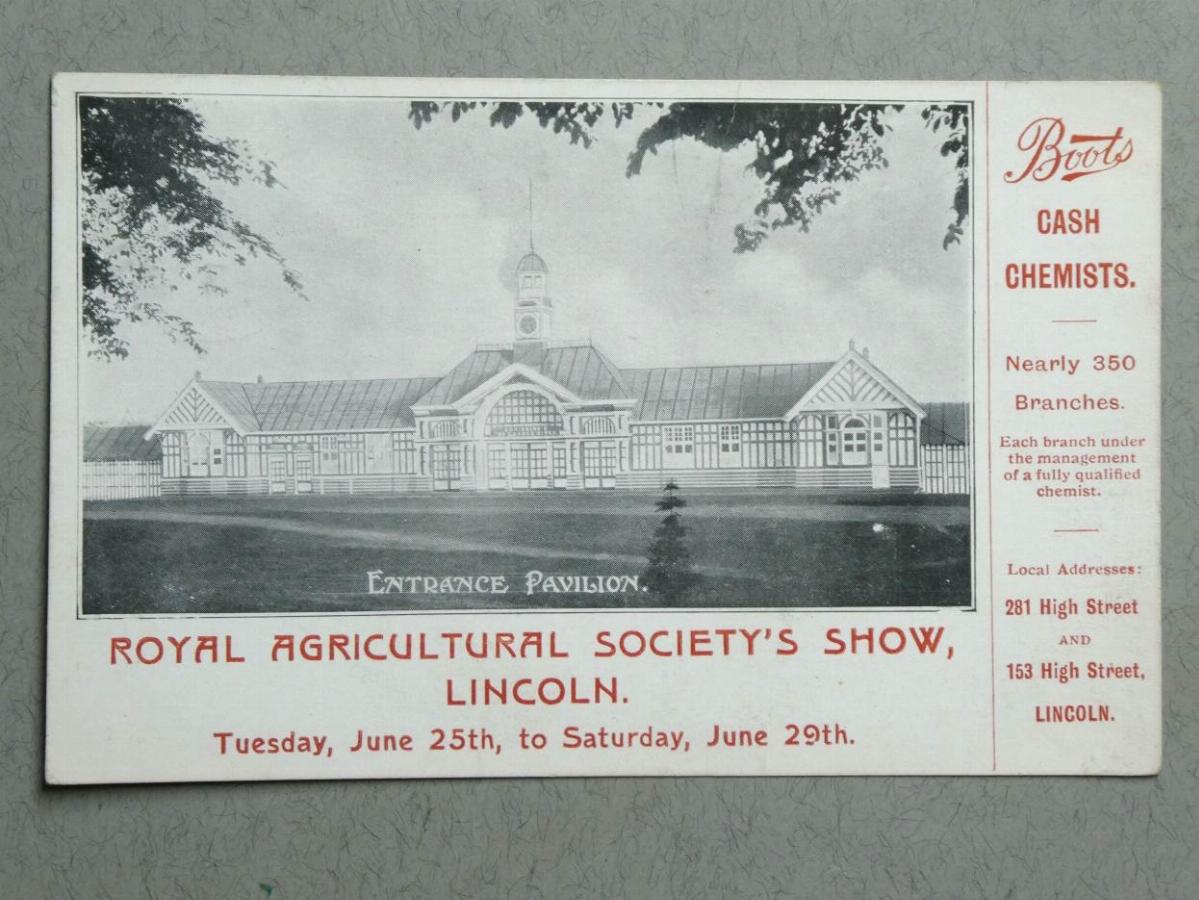 ENTRANCE PAVILION.
ROYAL AGRICULTURAL SOCIETY'S SHOW,
LINCOLN.
Tuesday, June 25th, to Saturday, June 29th.
Boots
CASH
CHEMISTS.
Nearly 350
Branches.
Each branch under
the management
of a fully qualified
chemist.
Local Addresses:
281 High Street
AND
153 High Street,
LINCOLN.